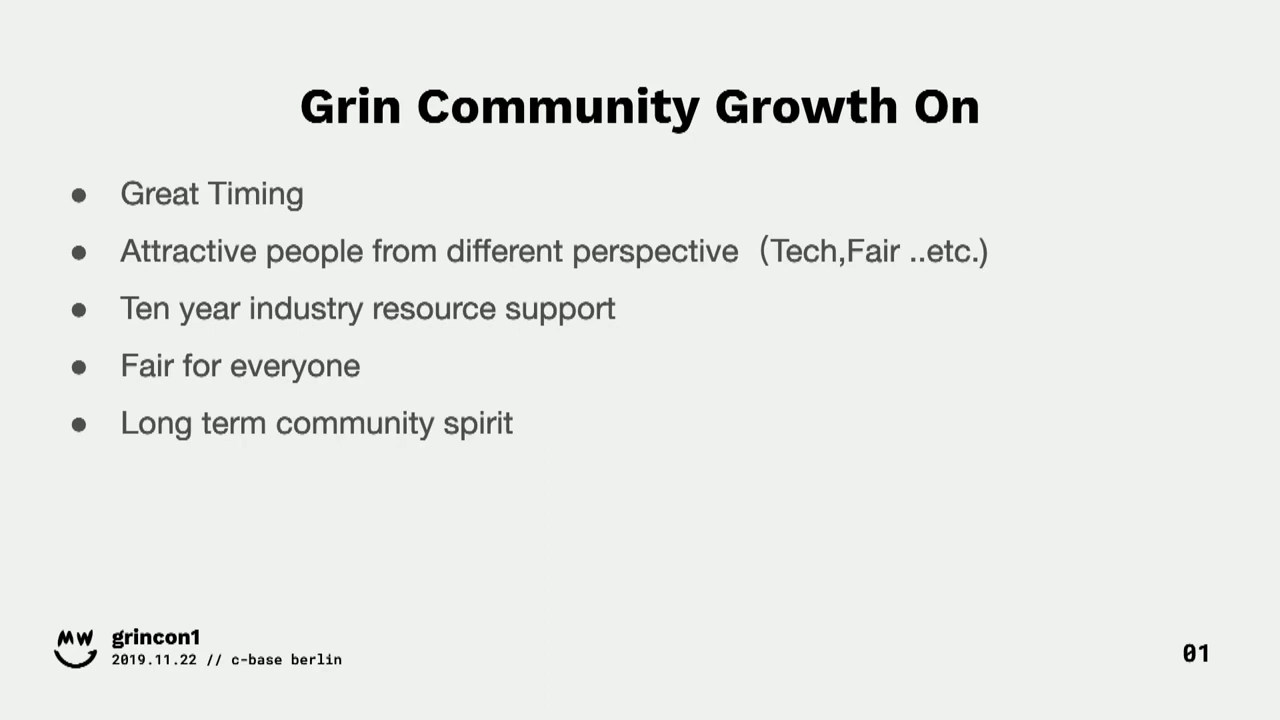 Grin Community Growth On
● Great Timing
● Attractive people from different perspective（Tech,Fair ..etc.)
● Ten year industry resource support
● Fair for everyone
● Long term community spirit
MW
grincon1
2019.11.22 // c-base berlin
01